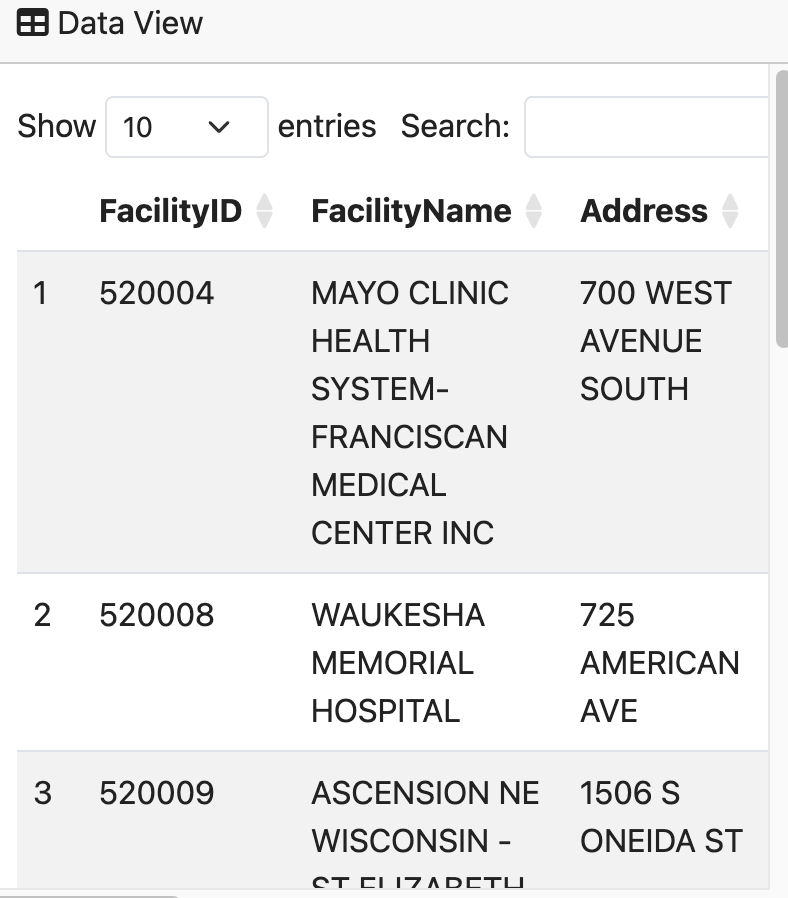 Data View
Show 10 entries Search:
FacilityID FacilityName Address
1 520004 MAYO CLINIC 700 WEST
HEALTH AVENUE
SYSTEM- SOUTH
FRANCISCAN
MEDICAL
CENTER INC
2 520008 WAUKESHA 725
MEMORIAL AMERICAN
HOSPITAL AVE
3 520009 ASCENSION NE 1506 S
WISCONSIN - ONEIDA ST
ST ELIZABETH